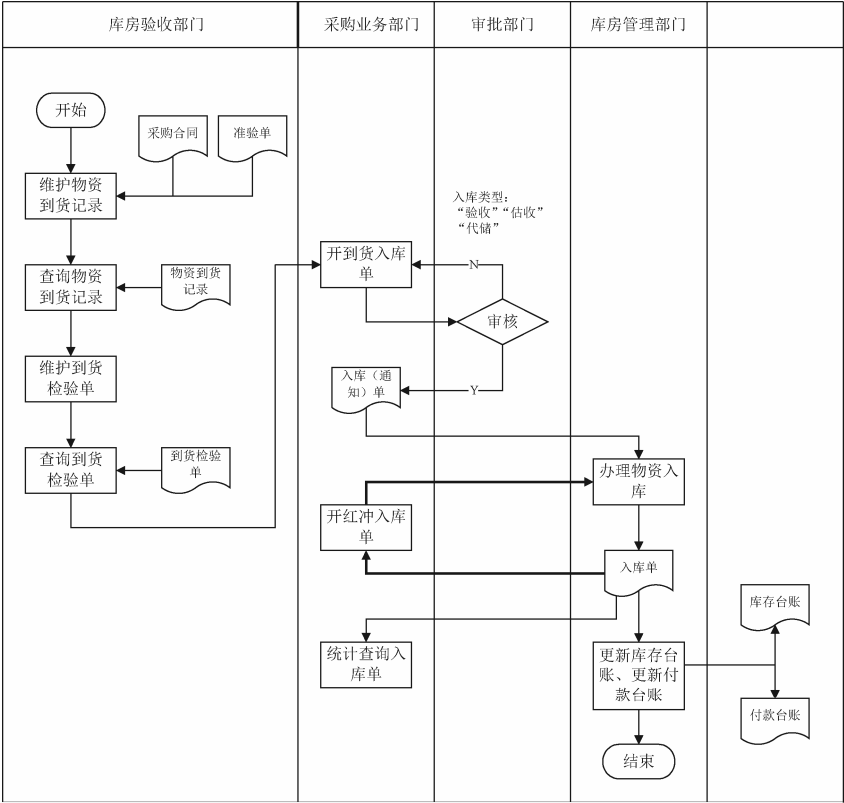 库房验收部门
采购业务部门
审批部门
库房管理部门
开始
采购合同
准验单
维护物资
到货记录
查询物资
到货记录
物资到货
记录
维护到货
检验单
查询到货
检验单
到货检验
单
入库类型：
“验收”“估收”
“代储”
开到货入库
单
N
审核
Y
入库（通
知）单
办理物资入
库
开红冲入库
单
入库单
统计查询入
库单
更新库存台
账、更新付
款台账
库存台账
付款台账
结束